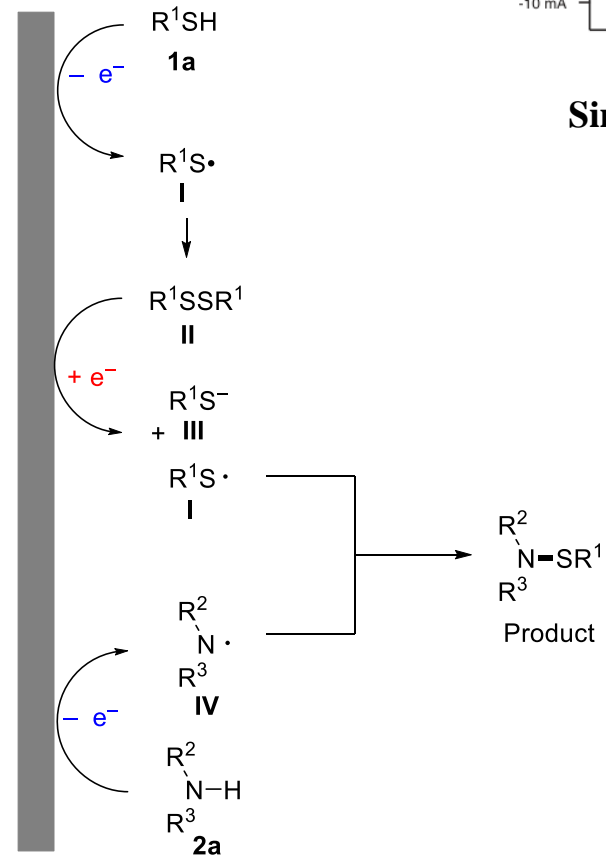 -10 mA
R¹SH
1a
− e⁻
R¹S•
I
R¹SSR¹
II
+ e⁻
R¹S⁻
+ III
R¹S ·
I
R²
N ·
R³
IV
− e⁻
R²
N–H
R³
2a
R²
N–SR¹
R³
Product